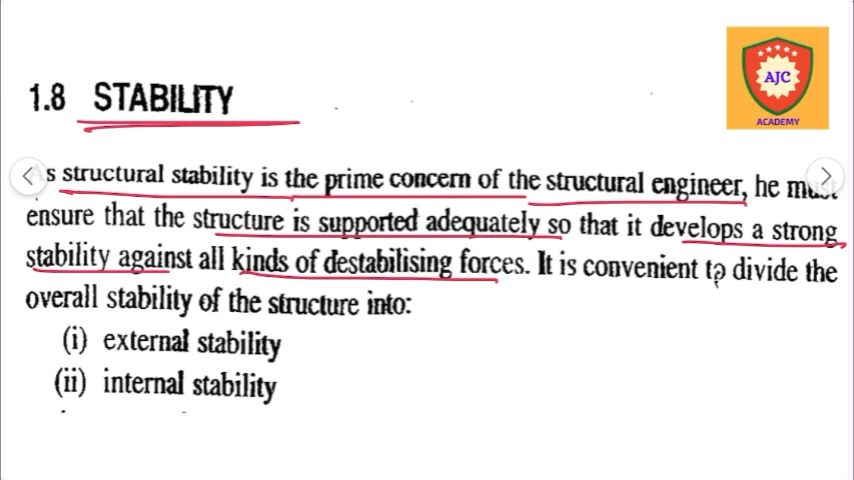 1.8 STABILITY
AJC
ACADEMY
As structural stability is the prime concern of the structural engineer, he must
ensure that the structure is supported adequately so that it develops a strong
stability against all kinds of destabilising forces. It is convenient to divide the
overall stability of the structure into:
(i) external stability
(ii) internal stability